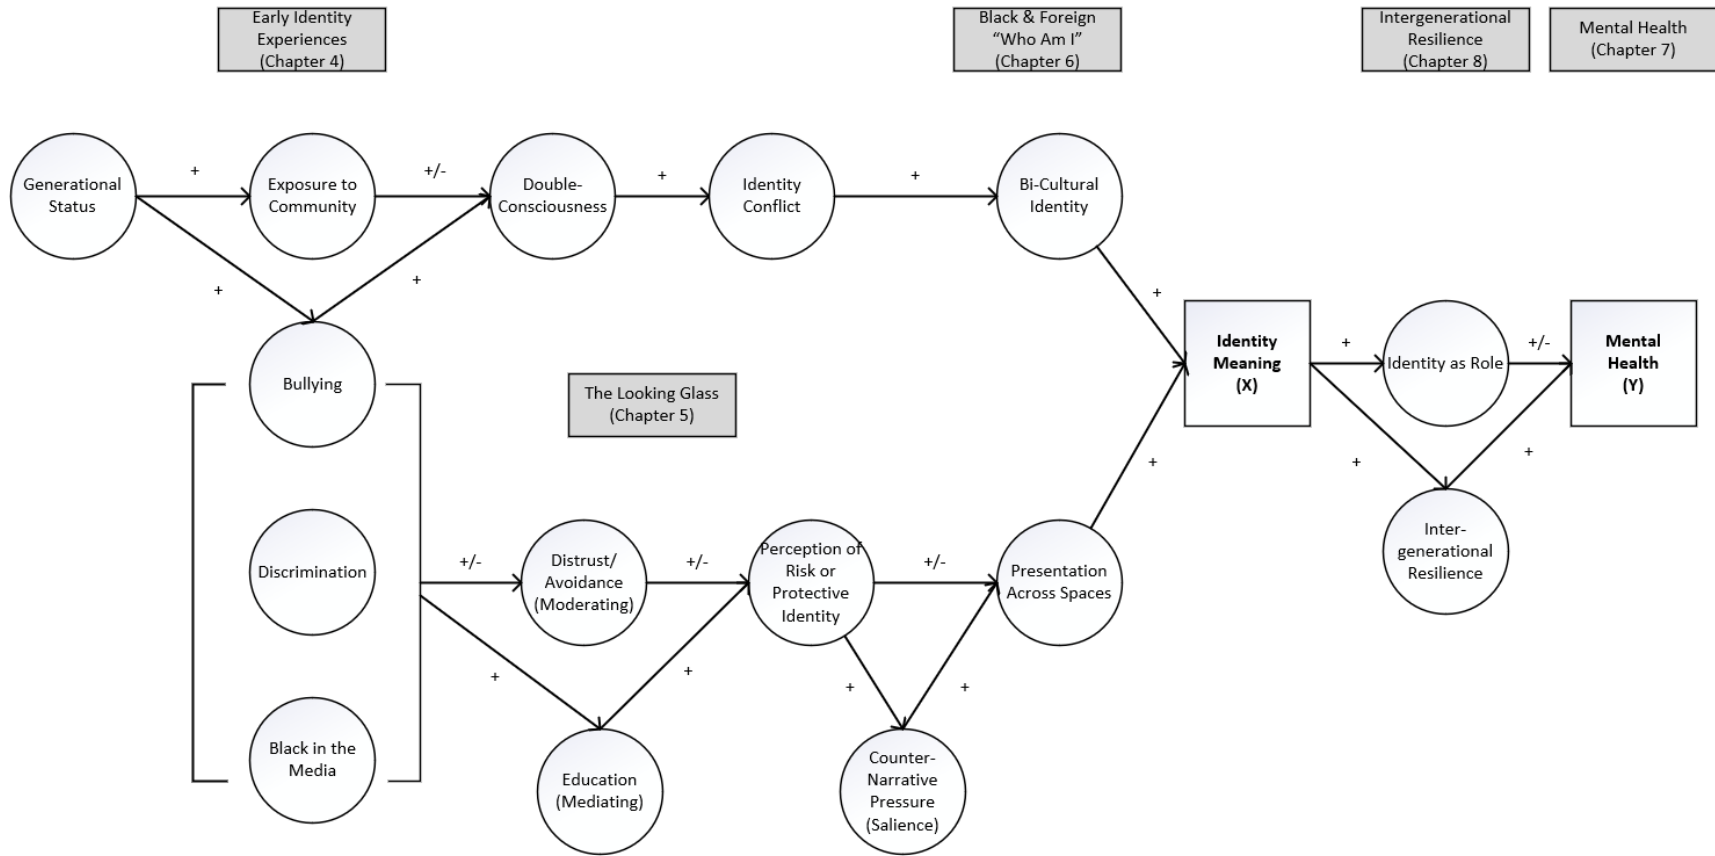 Early Identity
Experiences
(Chapter 4)
Black & Foreign
“Who Am I”
(Chapter 6)
Intergenerational
Resilience
(Chapter 8)
Mental Health
(Chapter 7)
Generational
Status
+
Exposure to
Community
+/-
Double-
Consciousness
+
Identity
Conflict
+
Bi-Cultural
Identity
+
+
+
Bullying
Identity
Meaning
(X)
+
Identity as Role
+/-
Mental
Health
(Y)
The Looking Glass
(Chapter 5)
+
+
+
Discrimination
+/-
Distrust/
Avoidance
(Moderating)
+/-
Perception of
Risk or
Protective
Identity
+/-
Presentation
Across Spaces
Inter-
generational
Resilience
+
+
+
+
Black in the
Media
Education
(Mediating)
Counter-
Narrative
Pressure
(Salience)